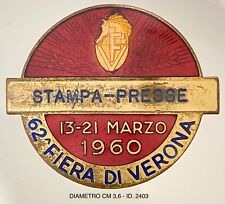 STAMPA-PRESSE
13-21 MARZO
1960
62ª FIERA DI VERONA
DIAMETRO CM 3,6 - ID. 2403